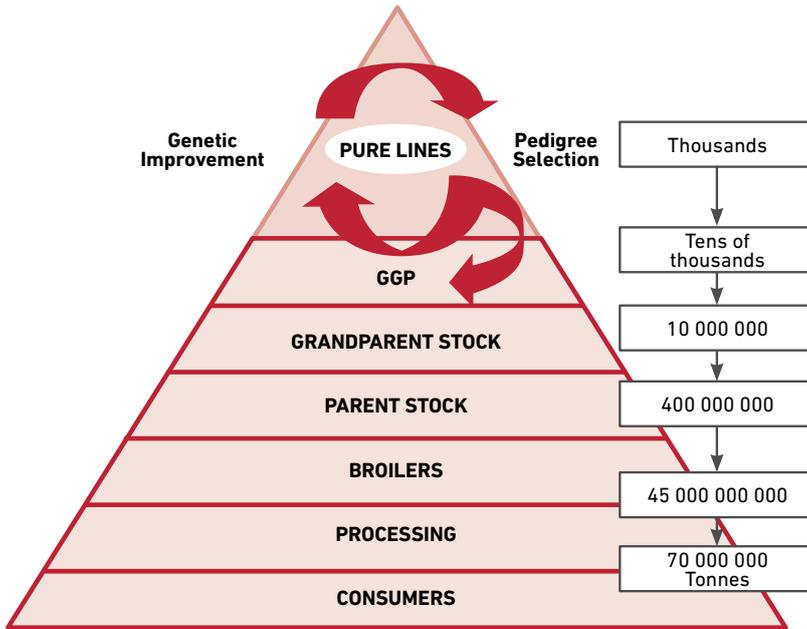 Genetic
Improvement
PURE LINES
Pedigree
Selection
Thousands
Tens of
thousands
GGP
10 000 000
GRANDPARENT STOCK
400 000 000
PARENT STOCK
BROILERS
45 000 000 000
PROCESSING
70 000 000
Tonnes
CONSUMERS